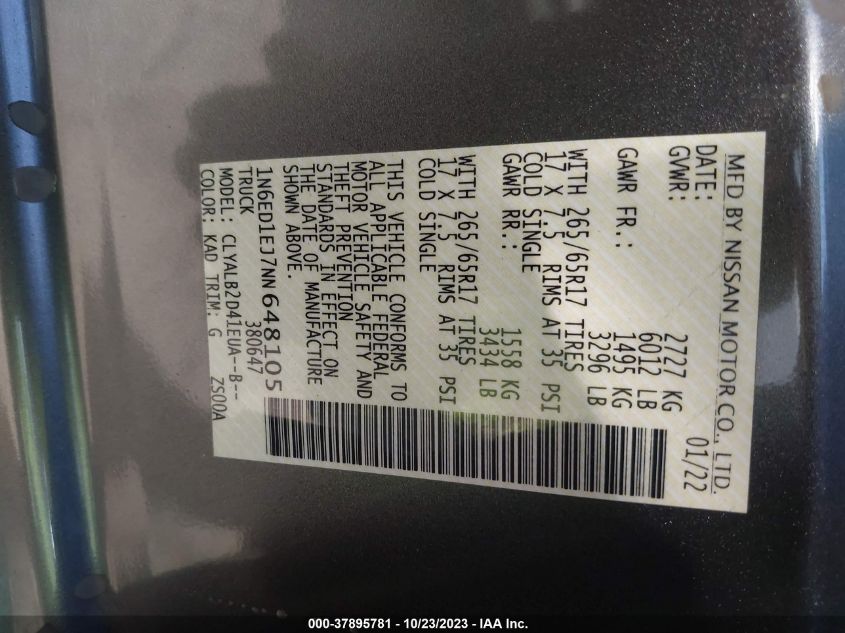 MFD BY NISSAN MOTOR CO., LTD.
DATE: 01/22
GVWR: 2727 KG
6012 LB
GAWR FR.: 1495 KG
3296 LB
WITH 265/65R17 TIRES
17 X 7.5 RIMS AT 35 PSI
COLD SINGLE
GAWR RR.: 1558 KG
3434 LB
WITH 265/65R17 TIRES
17 X 7.5 RIMS AT 35 PSI
COLD SINGLE
THIS VEHICLE CONFORMS TO
ALL APPLICABLE FEDERAL
MOTOR VEHICLE SAFETY AND
THEFT PREVENTION
STANDARDS IN EFFECT ON
THE DATE OF MANUFACTURE
SHOWN ABOVE.
1N6ED1EJ7NN648105
TRUCK 380647
MODEL: CLYALB2D41EUA--B--
COLOR: KAD TRIM: G ZS00A
000-37895781 - 10/23/2023 - IAA Inc.